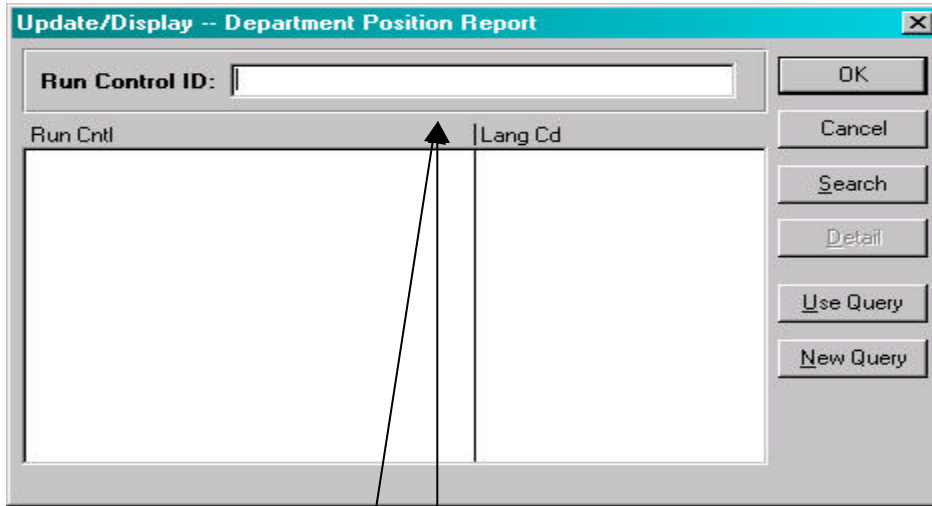 Update/Display -- Department Position Report
Run Control ID:
OK
Run Cntl
Lang Cd
Cancel
Search
Detail
Use Query
New Query